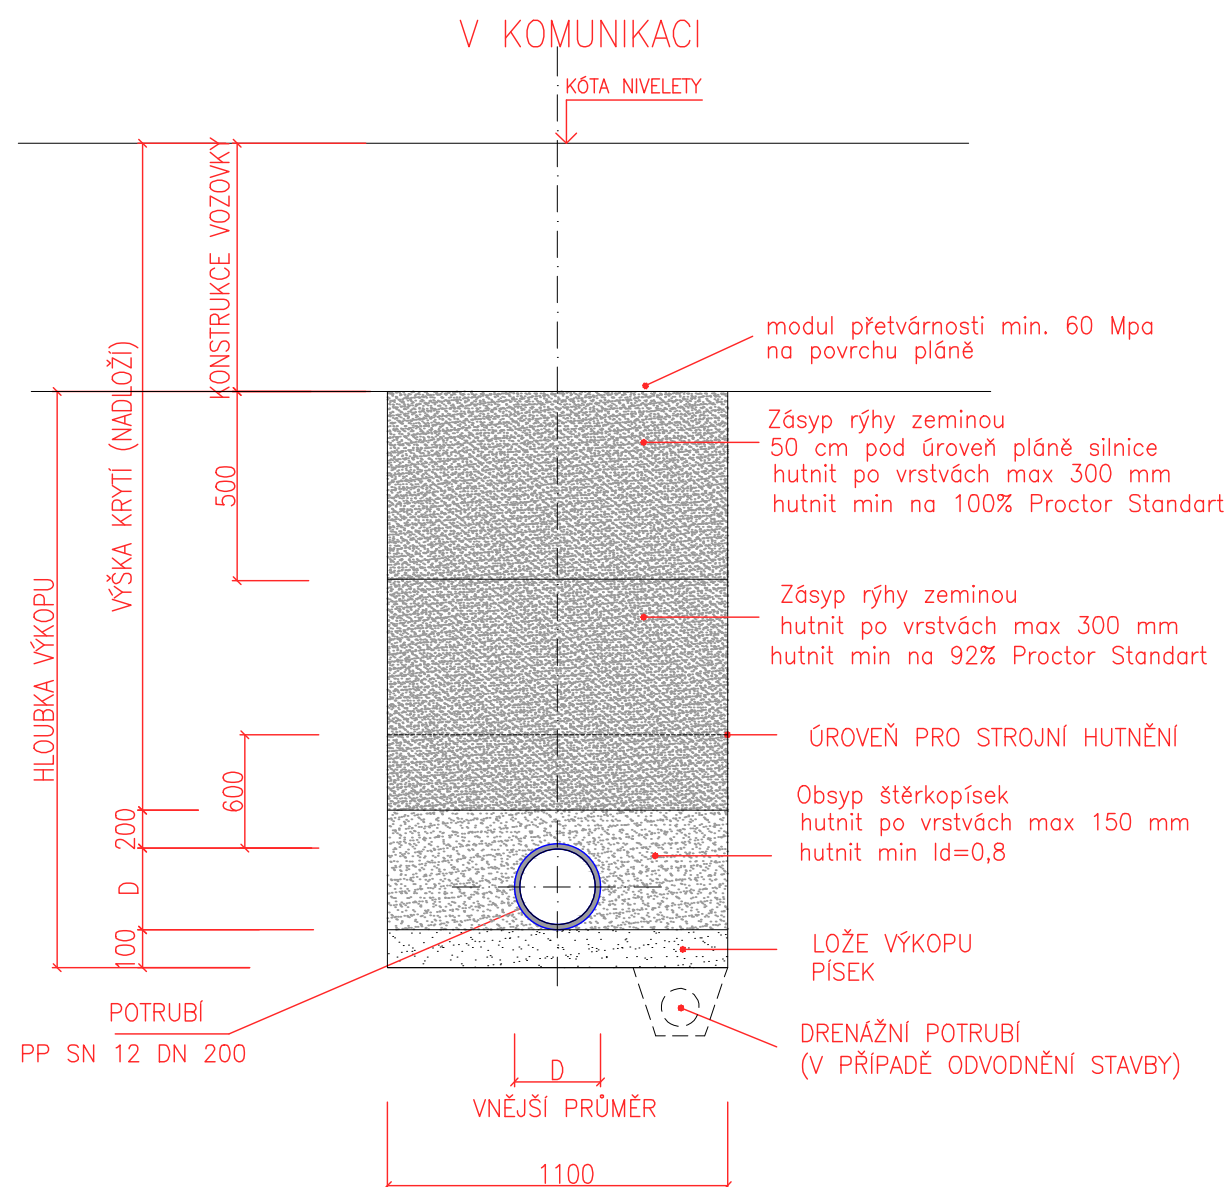 V KOMUNIKACI
KÓTA NIVELETY
KONSTRUKCE VOZOVKY
VÝŠKA KRYTÍ (NADLOŽÍ)
HLOUBKA VÝKOPU
modul přetvárnosti min. 60 Mpa
na povrchu pláně
Zásyp rýhy zeminou
50 cm pod úroveň pláně silnice
hutnit po vrstvách max 300 mm
hutnit min na 100% Proctor Standart
500
Zásyp rýhy zeminou
hutnit po vrstvách max 300 mm
hutnit min na 92% Proctor Standart
ÚROVEŇ PRO STROJNÍ HUTNĚNÍ
600
200
Obsyp štěrkopísek
hutnit po vrstvách max 150 mm
hutnit min Id=0,8
D
100
LOŽE VÝKOPU
PÍSEK
POTRUBÍ
PP SN 12 DN 200
DRENÁŽNÍ POTRUBÍ
(V PŘÍPADĚ ODVODNĚNÍ STAVBY)
D
VNĚJŠÍ PRŮMĚR
1100